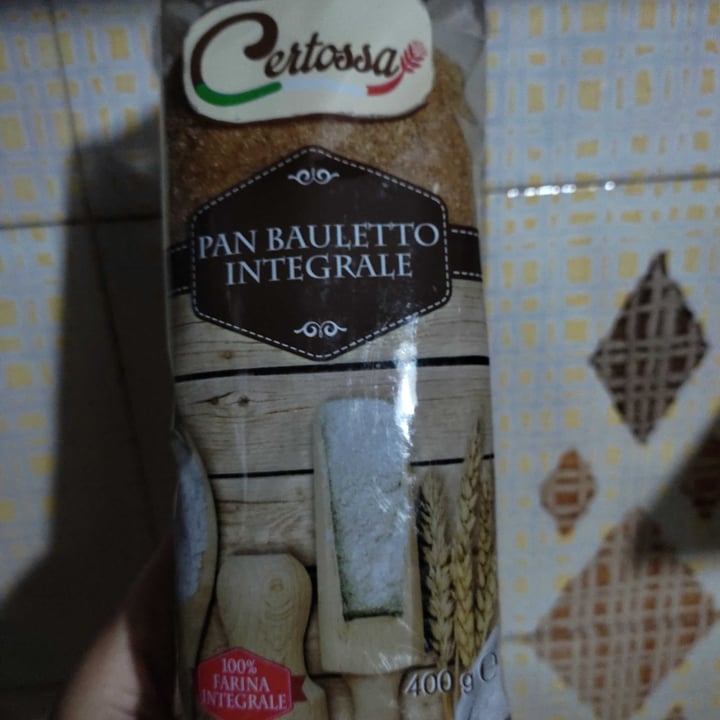 Certossa
PAN BAULETTO
INTEGRALE
100%
FARINA
INTEGRALE
400 g ℮